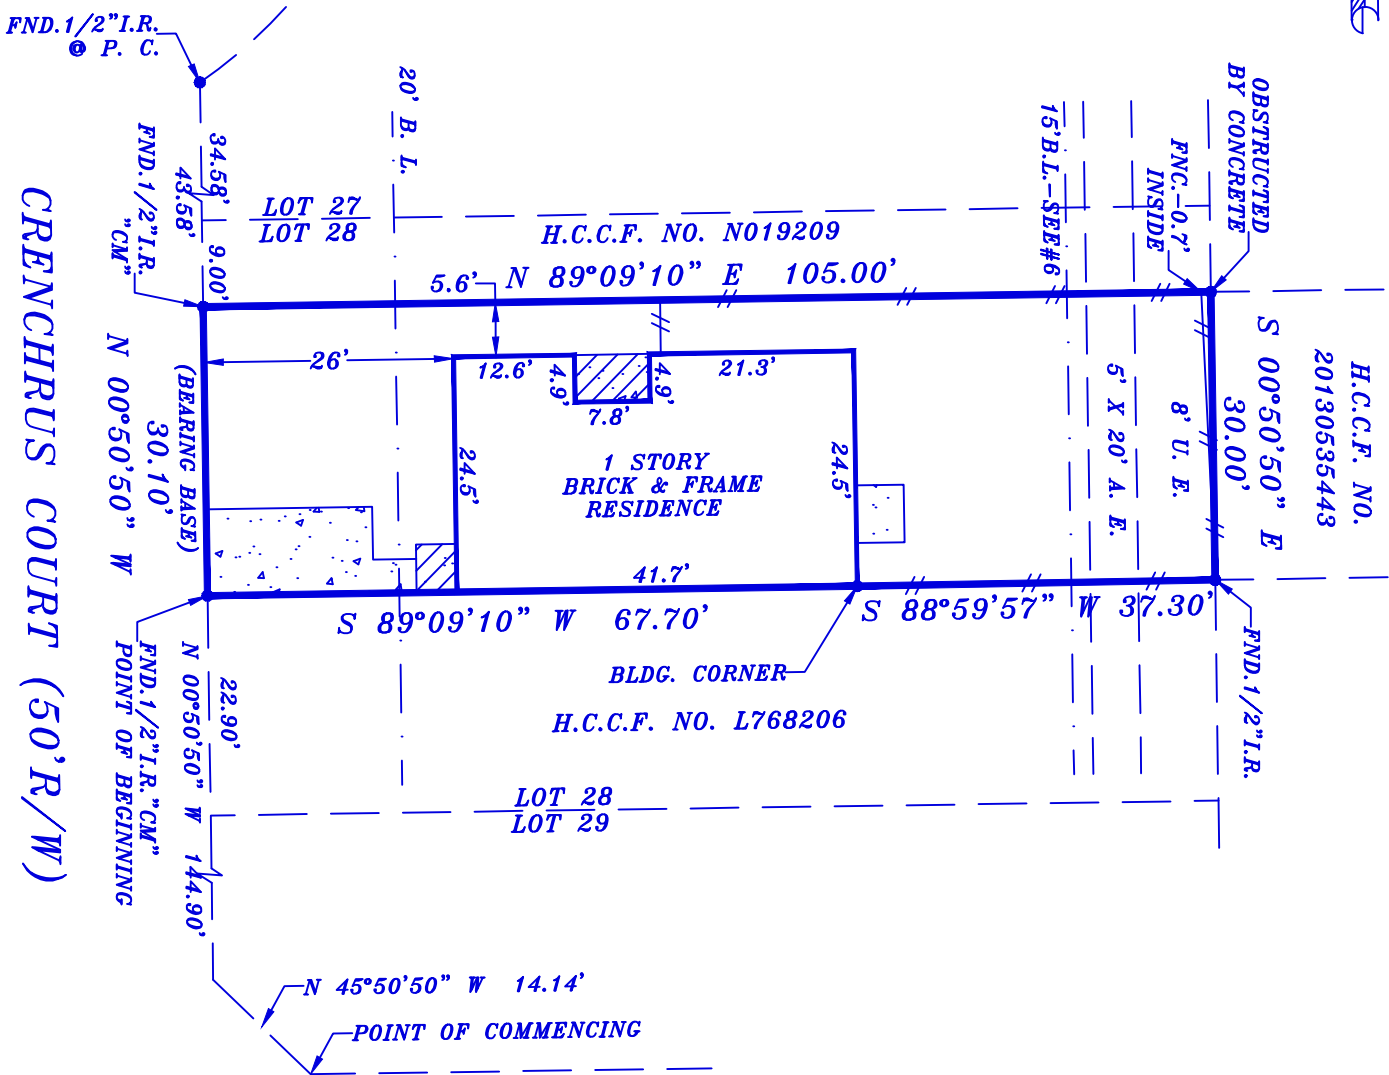 FND.1/2"I.R.
@ P. C.
20' B. L.
OBSTRUCTED
BY CONCRETE
FNC.-0.7'
INSIDE
15'B.L.-SEE#6
34.58'
43.58'
9.00'
FND.1/2"I.R.
"CM"
LOT 27
LOT 28
H.C.C.F. NO. N019209
N 89°09'10" E 105.00'
5.6'
26'
12.6'
4.9'
7.8'
4.9'
21.3'
24.5'
24.5'
1 STORY
BRICK & FRAME
RESIDENCE
41.7'
5' X 20' A. E.
8' U. E.
S 00°50'50" E
30.00'
H.C.C.F. NO.
20130535443
N 00°50'50" W
30.10'
(BEARING BASE)
CRENCHRUS COURT (50'R/W)
S 89°09'10" W 67.70'
S 88°59'57" W 37.30'
BLDG. CORNER
H.C.C.F. NO. L768206
FND.1/2"I.R.
FND.1/2"I.R."CM"
POINT OF BEGINNING
22.90'
N 00°50'50" W 144.90'
LOT 28
LOT 29
N 45°50'50" W 14.14'
POINT OF COMMENCING